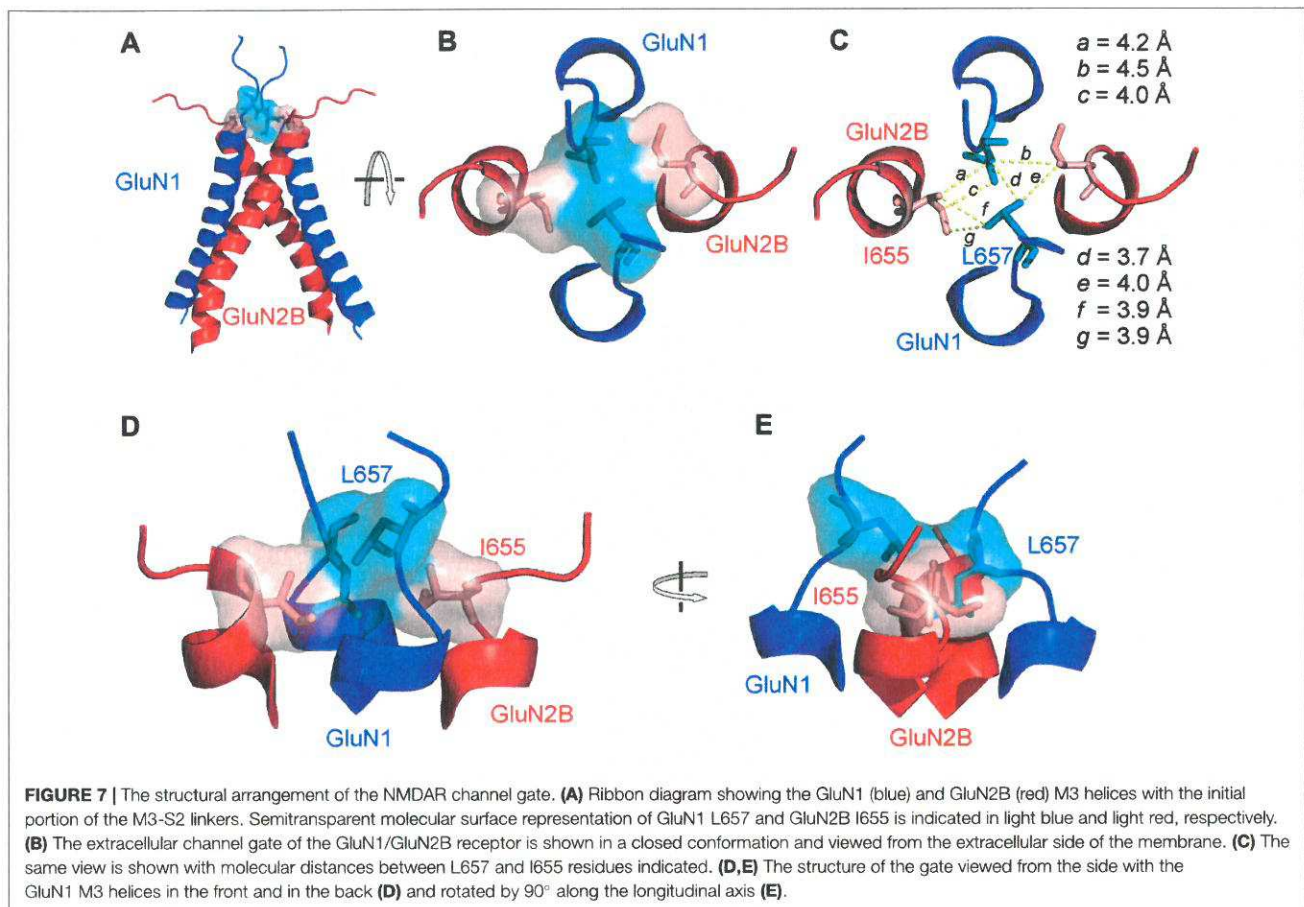 A
GluN1
GluN2B
B
GluN1
GluN2B
C
GluN2B
I655
a
b
c
d
e
f
g
L657
GluN1
a = 4.2 Å
b = 4.5 Å
c = 4.0 Å
d = 3.7 Å
e = 4.0 Å
f = 3.9 Å
g = 3.9 Å
D
L657
I655
GluN2B
GluN1
E
L657
I655
GluN1
GluN2B
FIGURE 7 | The structural arrangement of the NMDAR channel gate. (A) Ribbon diagram showing the GluN1 (blue) and GluN2B (red) M3 helices with the initial
portion of the M3-S2 linkers. Semitransparent molecular surface representation of GluN1 L657 and GluN2B I655 is indicated in light blue and light red, respectively.
(B) The extracellular channel gate of the GluN1/GluN2B receptor is shown in a closed conformation and viewed from the extracellular side of the membrane. (C) The
same view is shown with molecular distances between L657 and I655 residues indicated. (D,E) The structure of the gate viewed from the side with the
GluN1 M3 helices in the front and in the back (D) and rotated by 90° along the longitudinal axis (E).